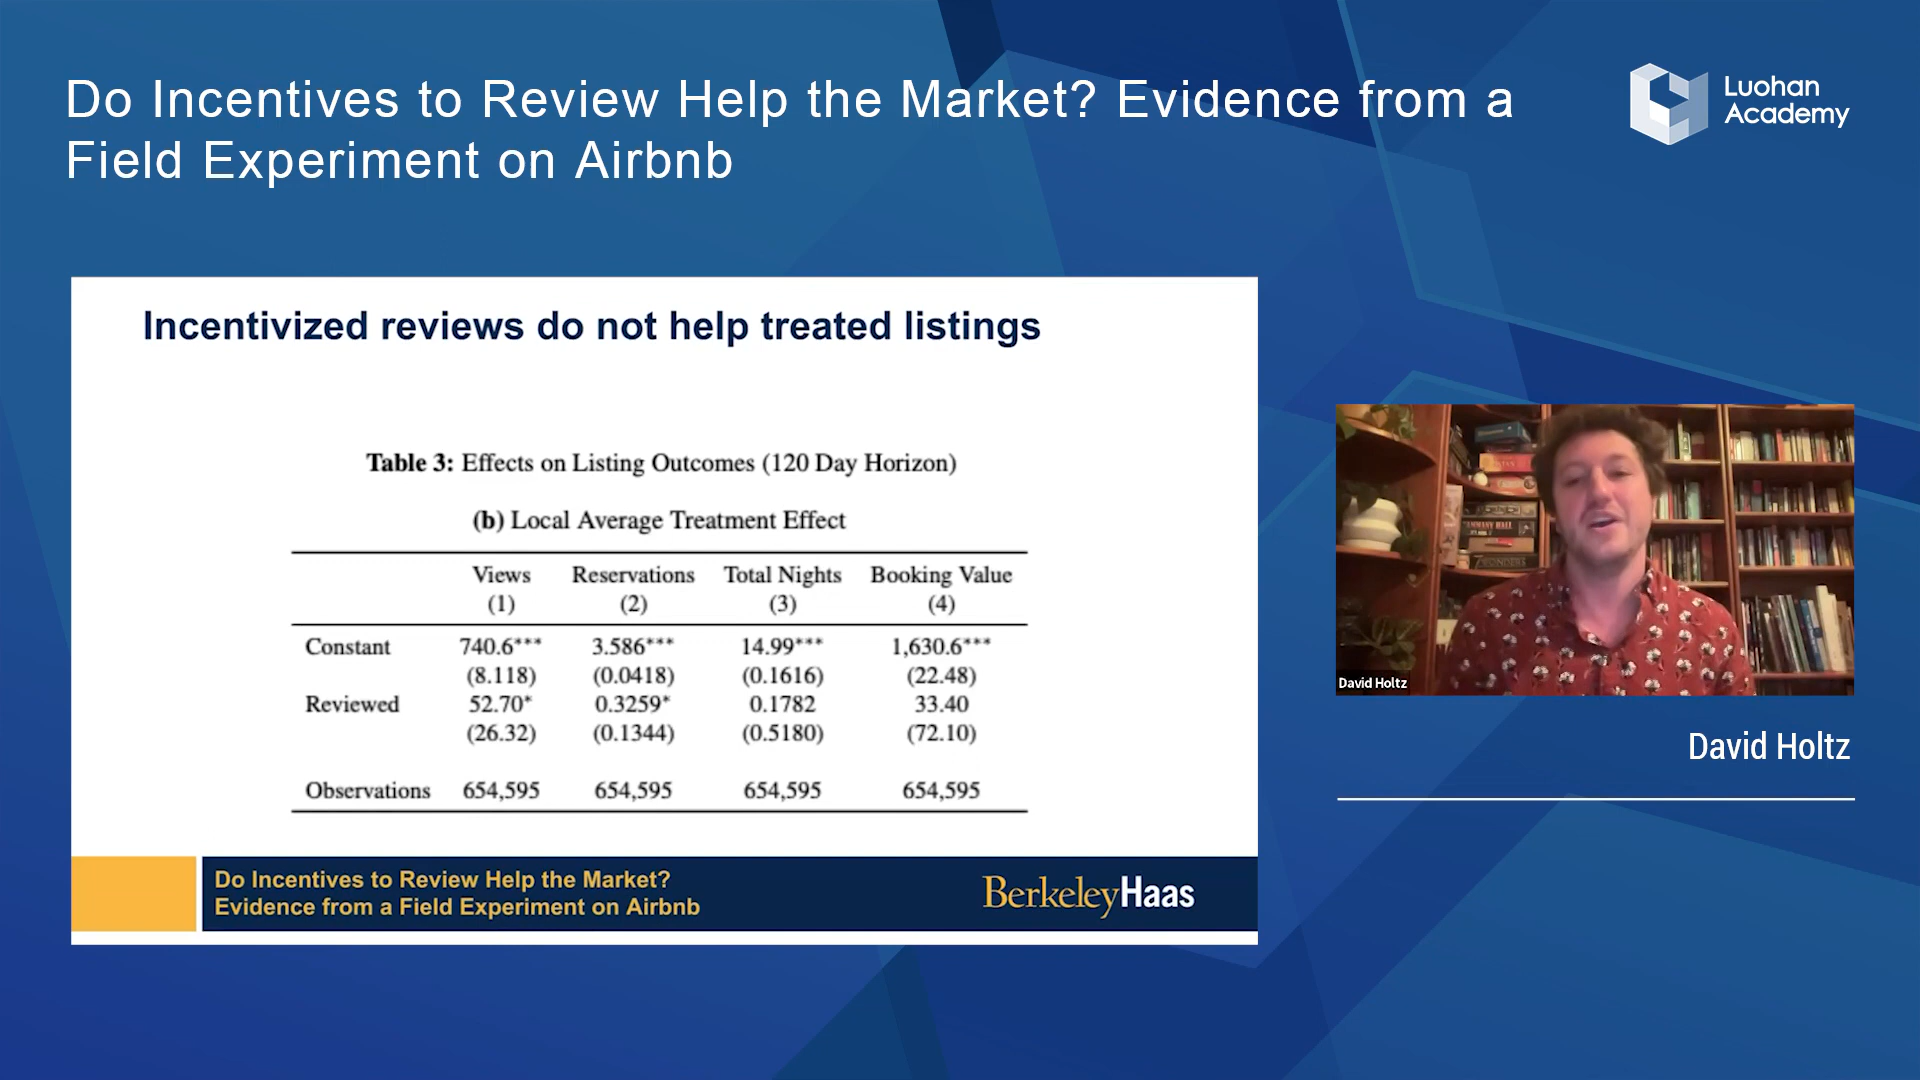 Do Incentives to Review Help the Market? Evidence from a
Field Experiment on Airbnb
Luohan
Academy
Incentivized reviews do not help treated listings
Table 3: Effects on Listing Outcomes (120 Day Horizon)
(b) Local Average Treatment Effect
Views Reservations Total Nights Booking Value
(1) (2) (3) (4)
Constant 740.6*** 3.586*** 14.99*** 1,630.6***
(8.118) (0.0418) (0.1616) (22.48)
Reviewed 52.70* 0.3259* 0.1782 33.40
(26.32) (0.1344) (0.5180) (72.10)
Observations 654,595 654,595 654,595 654,595
Do Incentives to Review Help the Market?
Evidence from a Field Experiment on Airbnb
BerkeleyHaas
David Holtz
David Holtz